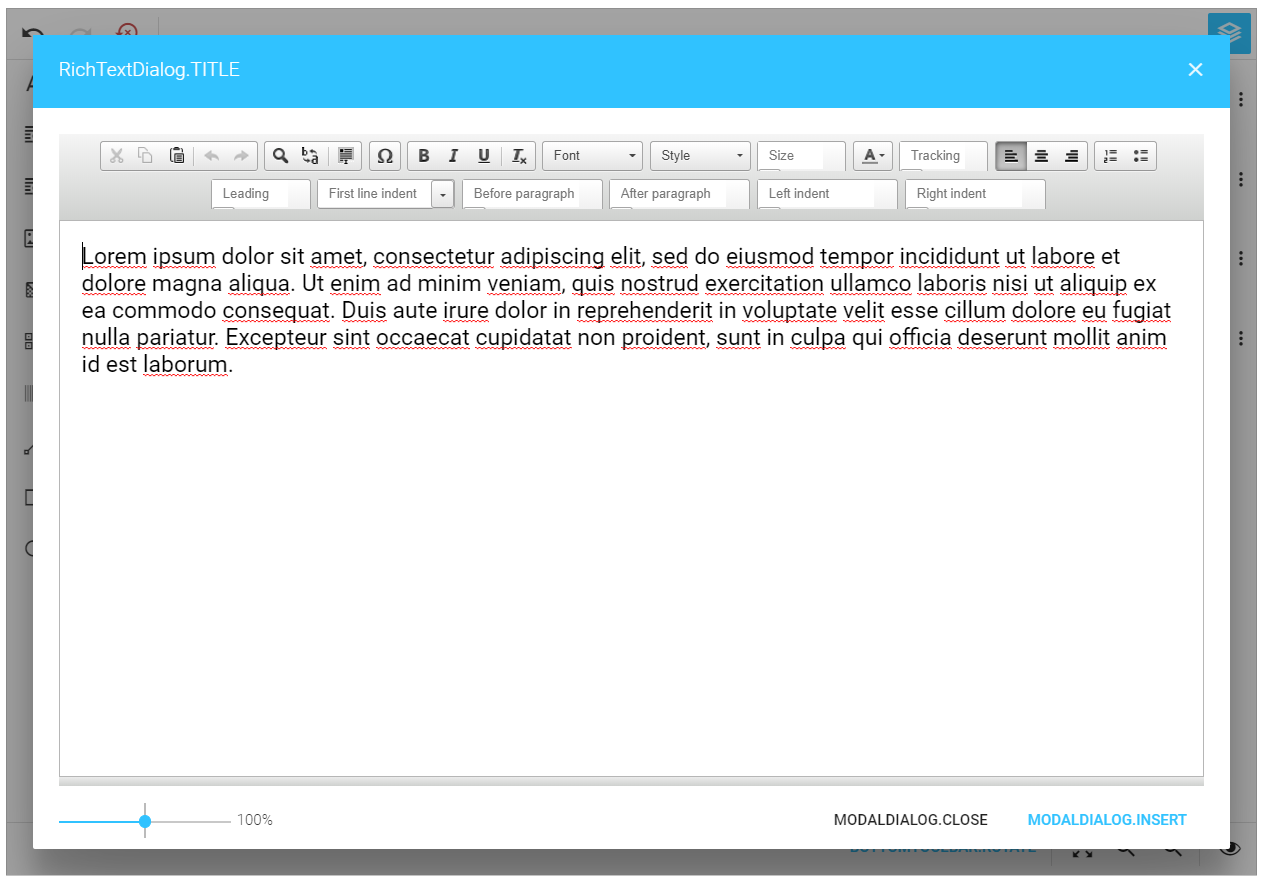 RichTextDialog.TITLE
Font Style Size A Tracking
Leading First line indent Before paragraph After paragraph Left indent Right indent
Lorem ipsum dolor sit amet, consectetur adipiscing elit, sed do eiusmod tempor incididunt ut labore et
dolore magna aliqua. Ut enim ad minim veniam, quis nostrud exercitation ullamco laboris nisi ut aliquip ex
ea commodo consequat. Duis aute irure dolor in reprehenderit in voluptate velit esse cillum dolore eu fugiat
nulla pariatur. Excepteur sint occaecat cupidatat non proident, sunt in culpa qui officia deserunt mollit anim
id est laborum.
100% MODALDIALOG.CLOSE MODALDIALOG.INSERT
BOTTOMTOOLBAR.ROTATE